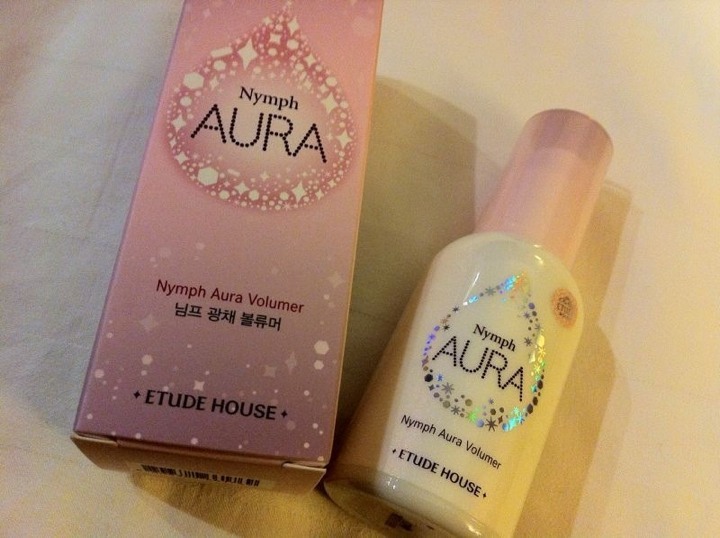 Nymph
AURA
Nymph Aura Volumer
님프 광채 볼류머
ETUDE HOUSE
Nymph
AURA
Nymph Aura Volumer
ETUDE HOUSE